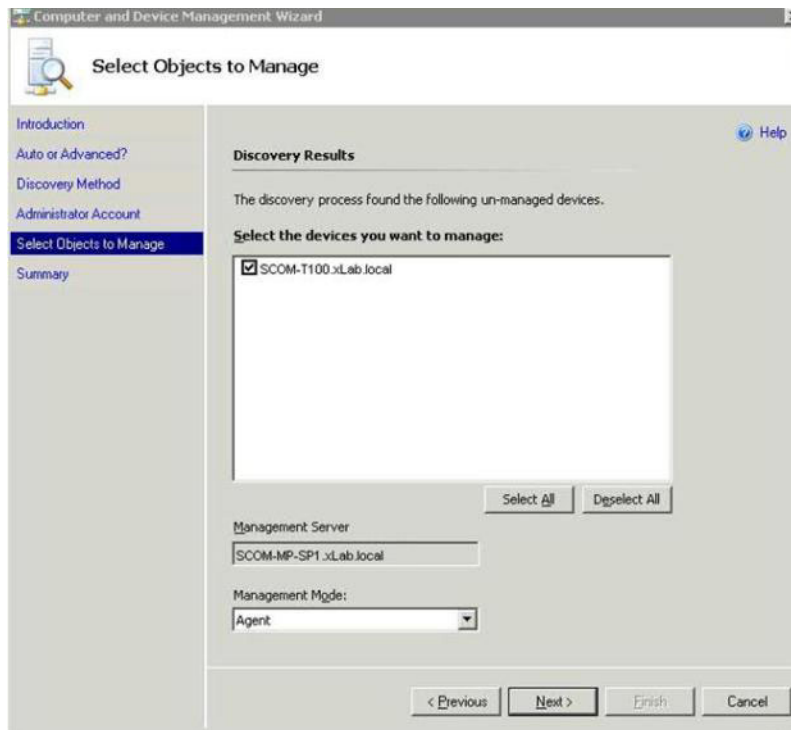 Computer and Device Management Wizard
Select Objects to Manage
Introduction
Auto or Advanced?
Discovery Method
Administrator Account
Select Objects to Manage
Summary
Help
Discovery Results
The discovery process found the following un-managed devices.
Select the devices you want to manage:
SCOM-T100.xLab.local
Select All
Deselect All
Management Server
SCOM-MP-SP1.xLab.local
Management Mode:
Agent
< Previous
Next >
Finish
Cancel